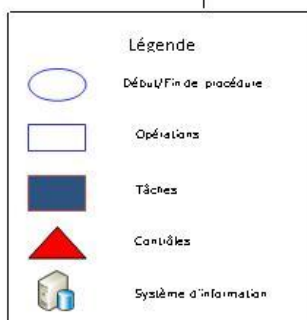 Légende
Début/Fin de procédure
Opérations
Tâches
Contrôles
Système d'information